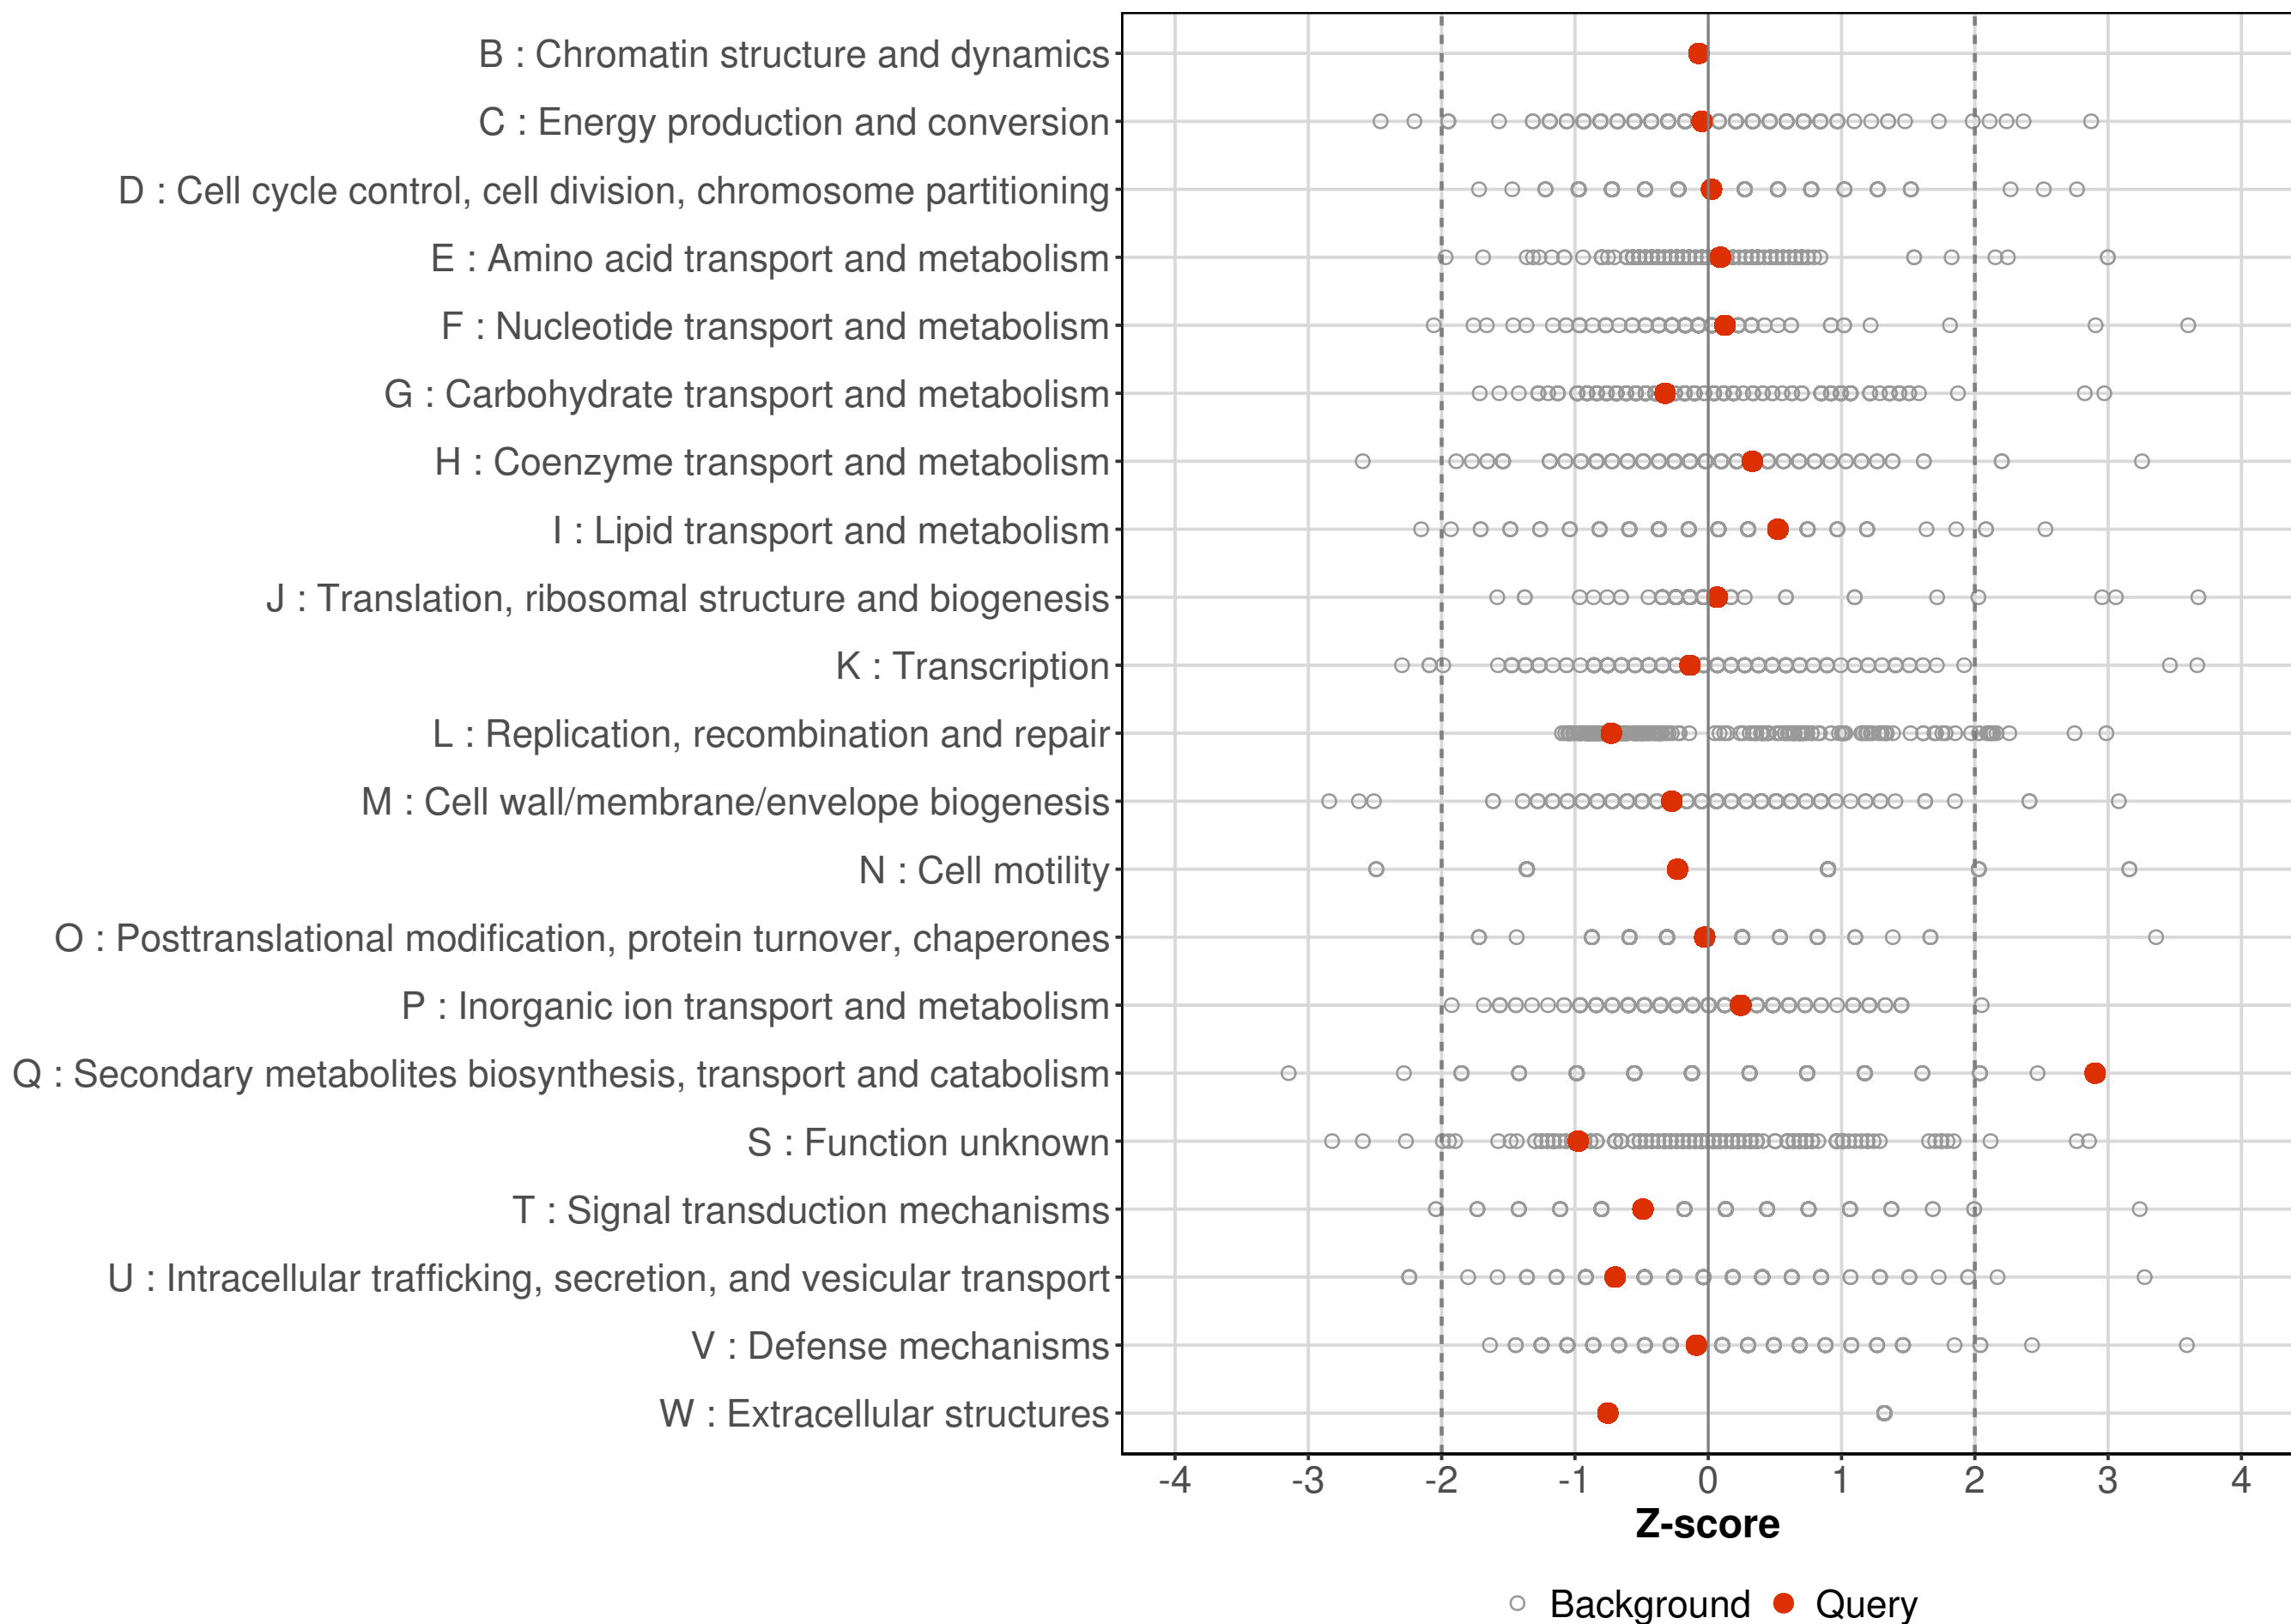 B : Chromatin structure and dynamics
C : Energy production and conversion
D : Cell cycle control, cell division, chromosome partitioning
E : Amino acid transport and metabolism
F : Nucleotide transport and metabolism
G : Carbohydrate transport and metabolism
H : Coenzyme transport and metabolism
I : Lipid transport and metabolism
J : Translation, ribosomal structure and biogenesis
K : Transcription
L : Replication, recombination and repair
M : Cell wall/membrane/envelope biogenesis
N : Cell motility
O : Posttranslational modification, protein turnover, chaperones
P : Inorganic ion transport and metabolism
Q : Secondary metabolites biosynthesis, transport and catabolism
S : Function unknown
T : Signal transduction mechanisms
U : Intracellular trafficking, secretion, and vesicular transport
V : Defense mechanisms
W : Extracellular structures
-4 -3 -2 -1 0 1 2 3 4
Z-score
Background Query